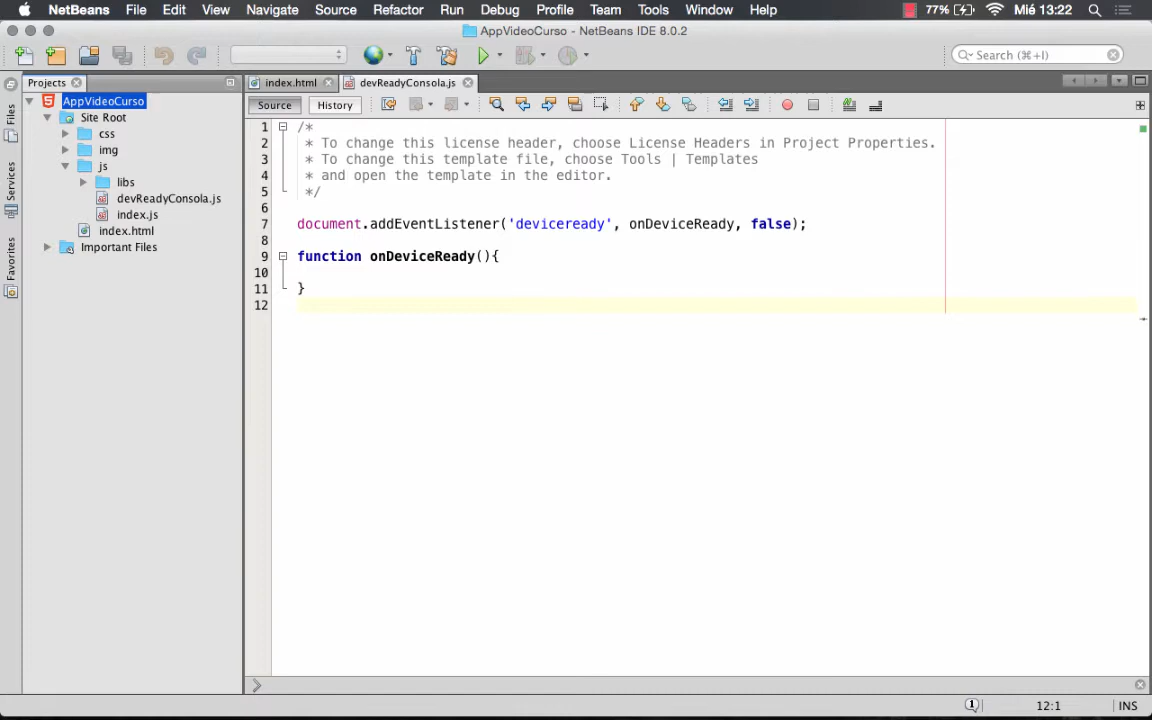 NetBeans File Edit View Navigate Source Refactor Run Debug Profile Team Tools Window Help 77% Mié 13:22
AppVideoCurso - NetBeans IDE 8.0.2
Search (⌘+I)
Projects
index.html
devReadyConsola.js
Files
Services
Favorites
AppVideoCurso
Site Root
css
img
js
libs
devReadyConsola.js
index.js
index.html
Important Files
Source History
1 /*
2 * To change this license header, choose License Headers in Project Properties.
3 * To change this template file, choose Tools | Templates
4 * and open the template in the editor.
5 */
6
7 document.addEventListener('deviceready', onDeviceReady, false);
8
9 function onDeviceReady(){
10
11 }
12
1 12:1 INS